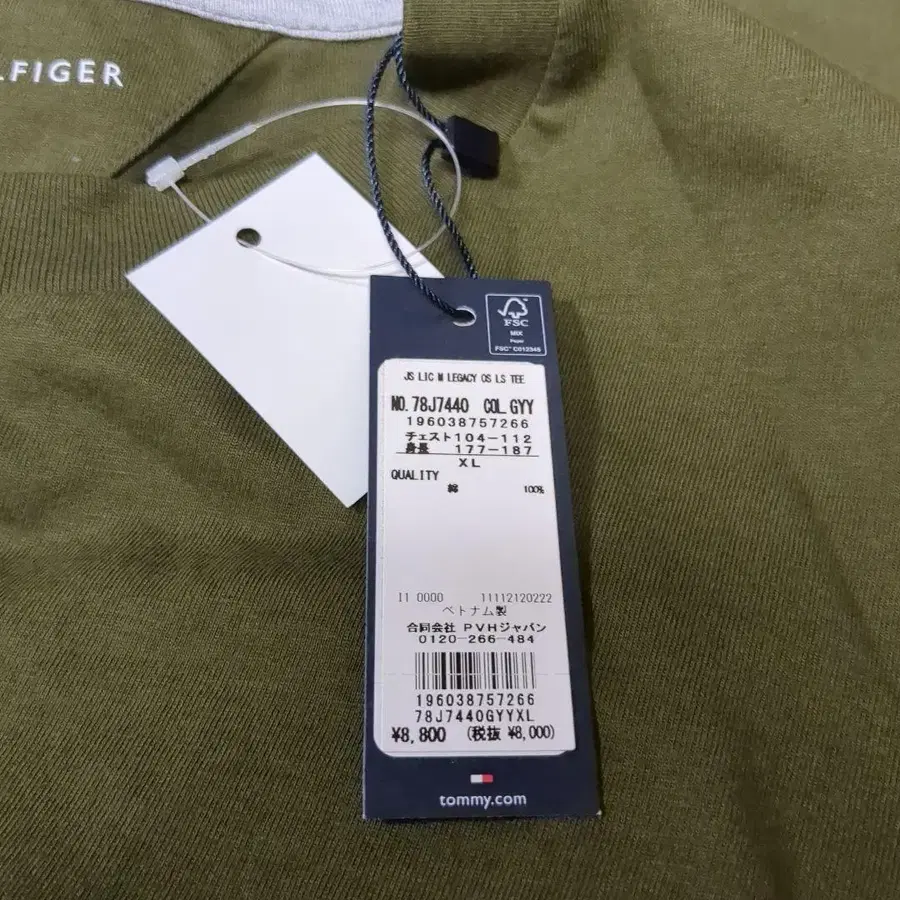 LFIGER
FSC
MIX
Paper
FSC™ C012345
JS LIC M LEGACY OS LS TEE
NO.78J7440 COL.GYY
196038757266
チェスト104-112
身長 177-187
XL
QUALITY
綿 100%
I1 0000 11112120222
ベトナム製
合同会社 PVHジャパン
0120-266-484
196038757266
78J7440GYYXL
¥8,800 (税抜 ¥8,000)
tommy.com